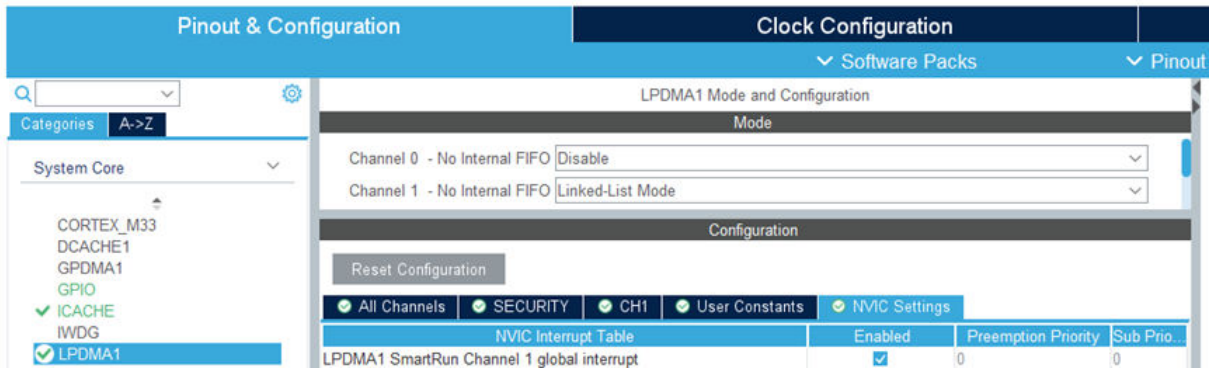 Pinout & Configuration Clock Configuration
Software Packs Pinout
LPDMA1 Mode and Configuration
Categories A->Z
Mode
System Core
Channel 0 - No Internal FIFO Disable
Channel 1 - No Internal FIFO Linked-List Mode
CORTEX_M33
DCACHE1
GPDMA1
GPIO
ICACHE
IWDG
LPDMA1
Configuration
Reset Configuration
All Channels SECURITY CH1 User Constants NVIC Settings
NVIC Interrupt Table Enabled Preemption Priority Sub Prio...
LPDMA1 SmartRun Channel 1 global interrupt 0 0